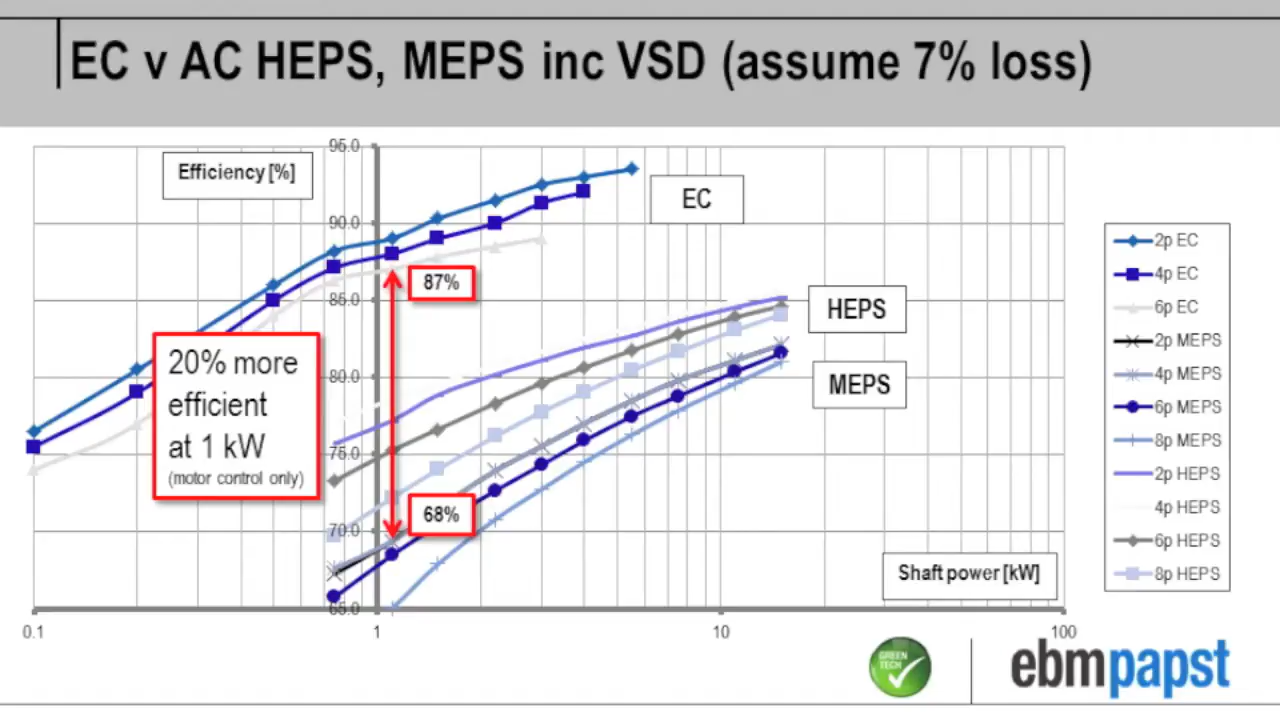 EC v AC HEPS, MEPS inc VSD (assume 7% loss)
Efficiency [%]
95.0
90.0
85.0
80.0
75.0
70.0
65.0
0.1
1
10
100
EC
87%
HEPS
MEPS
20% more
efficient
at 1 kW
(motor control only)
68%
Shaft power [kW]
2p EC
4p EC
6p EC
2p MEPS
4p MEPS
6p MEPS
8p MEPS
2p HEPS
4p HEPS
6p HEPS
8p HEPS
GREEN
TECH
ebmpapst